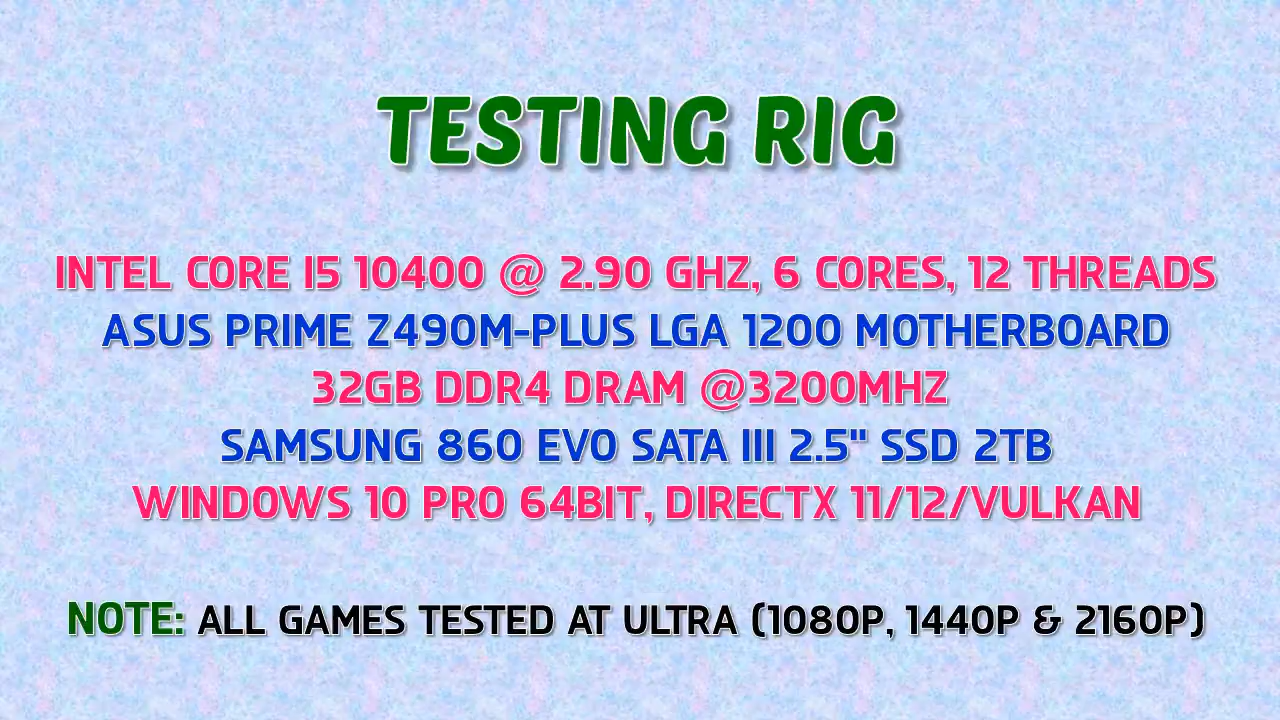 TESTING RIG
INTEL CORE I5 10400 @ 2.90 GHZ, 6 CORES, 12 THREADS
ASUS PRIME Z490M-PLUS LGA 1200 MOTHERBOARD
32GB DDR4 DRAM @3200MHZ
SAMSUNG 860 EVO SATA III 2.5" SSD 2TB
WINDOWS 10 PRO 64BIT, DIRECTX 11/12/VULKAN
NOTE: ALL GAMES TESTED AT ULTRA (1080P, 1440P & 2160P)